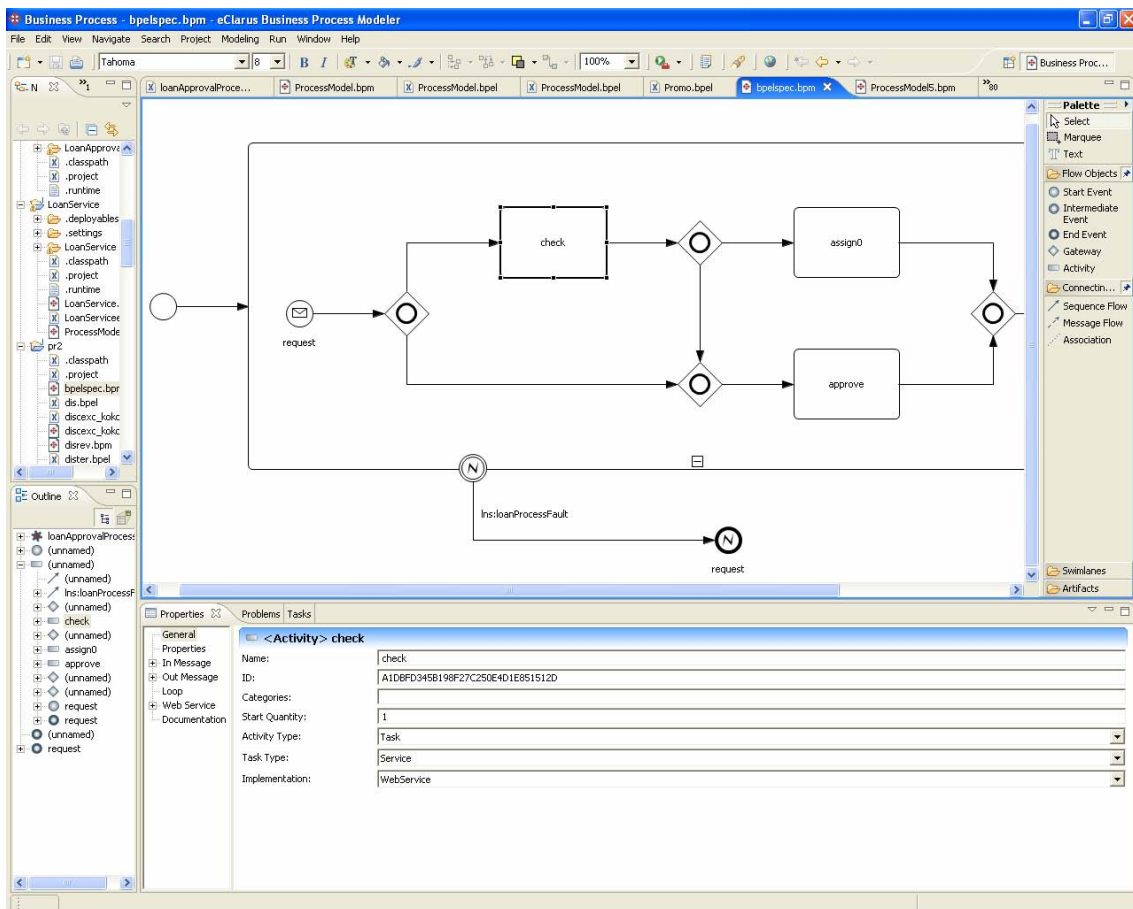 Business Process - bpelspec.bpm - eClarus Business Process Modeler
File Edit View Navigate Search Project Modeling Run Window Help
Tahoma 8 B I 100% Business Proc...
N 1 loanApprovalProce... ProcessModel.bpm ProcessModel.bpel ProcessModel.bpel Promo.bpel bpelspec.bpm ProcessModel5.bpm 80
LoanApprova
.classpath
.project
.runtime
LoanService
.deployables
.settings
LoanService
.classpath
.project
.runtime
LoanService.
LoanServicee
ProcessMode
pr2
.classpath
.project
bpelspec.bpr
dis.bpel
discexc_kokc
discexc_kokc
disrev.bpm
dister.bpel
check
assign0
request
approve
N
lns:loanProcessFault
N
request
Palette
Select
Marquee
Text
Flow Objects
Start Event
Intermediate
Event
End Event
Gateway
Activity
Connectin...
Sequence Flow
Message Flow
Association
Swimlanes
Artifacts
Outline
loanApprovalProcess
(unnamed)
(unnamed)
(unnamed)
lns:loanProcessF
(unnamed)
check
(unnamed)
assign0
approve
(unnamed)
(unnamed)
request
request
(unnamed)
request
Properties Problems Tasks
General
Properties
In Message
Out Message
Loop
Web Service
Documentation
<Activity> check
Name: check
ID: A1DBFD345B198F27C250E4D1E851512D
Categories:
Start Quantity: 1
Activity Type: Task
Task Type: Service
Implementation: WebService